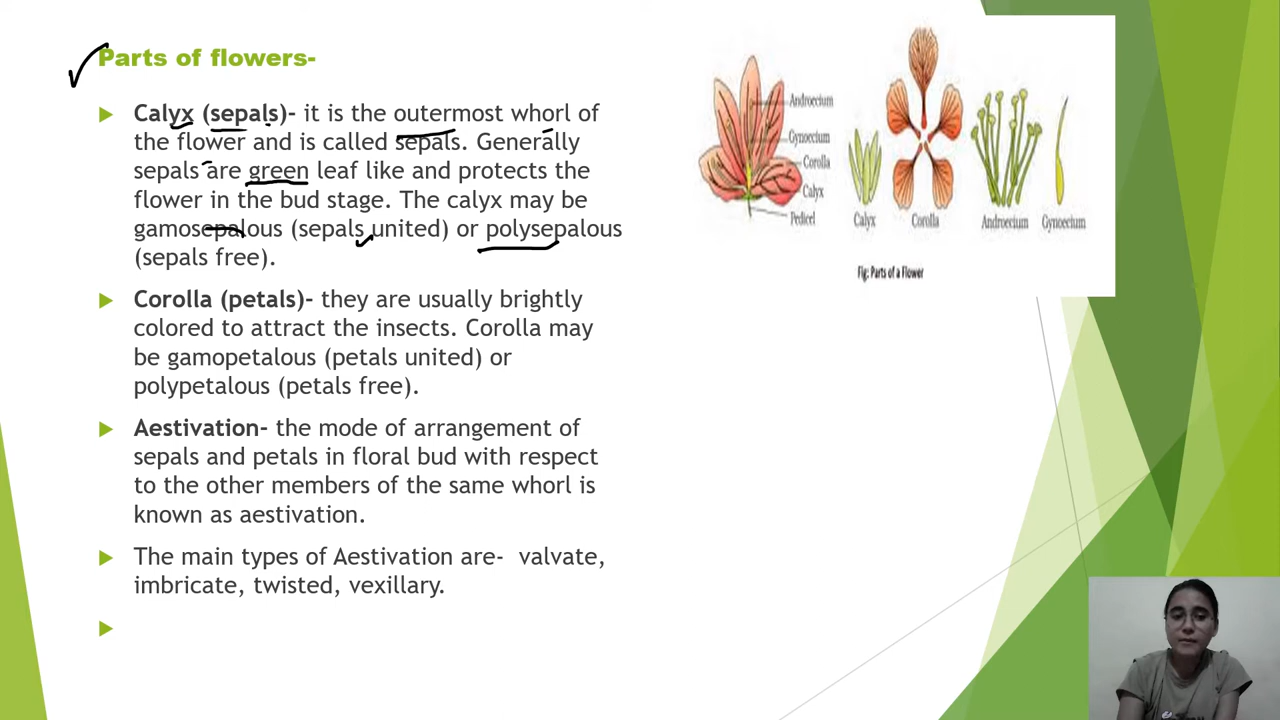 Parts of flowers-
Calyx (sepals)- it is the outermost whorl of
the flower and is called sepals. Generally
sepals are green leaf like and protects the
flower in the bud stage. The calyx may be
gamosepalous (sepals united) or polysepalous
(sepals free).
Corolla (petals)- they are usually brightly
colored to attract the insects. Corolla may
be gamopetalous (petals united) or
polypetalous (petals free).
Aestivation- the mode of arrangement of
sepals and petals in floral bud with respect
to the other members of the same whorl is
known as aestivation.
The main types of Aestivation are- valvate,
imbricate, twisted, vexillary.
Androecium
Gynoecium
Corolla
Calyx
Pedicel
Calyx
Corolla
Androecium
Gynoecium
Fig: Parts of a Flower